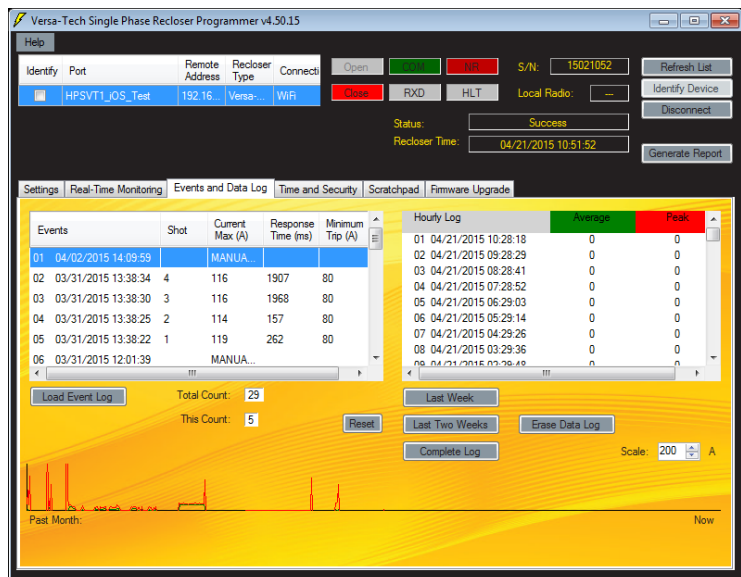 Versa-Tech Single Phase Recloser Programmer v4.50.15
Help
Identify Port Remote Address Recloser Type Connecti
HPSVT1_iOS_Test 192.16... Versa-... WiFi
Open COM NR S/N: 15021052 Refresh List
Close RXD HLT Local Radio: --- Identify Device
Disconnect
Status: Success
Recloser Time: 04/21/2015 10:51:52
Generate Report
Settings Real-Time Monitoring Events and Data Log Time and Security Scratchpad Firmware Upgrade
Events Shot Current Max (A) Response Time (ms) Minimum Trip (A)
01 04/02/2015 14:09:59 MANUA...
02 03/31/2015 13:38:34 4 116 1907 80
03 03/31/2015 13:38:30 3 116 1968 80
04 03/31/2015 13:38:25 2 114 157 80
05 03/31/2015 13:38:22 1 119 262 80
06 03/31/2015 12:01:39 MANUA...
Hourly Log Average Peak
01 04/21/2015 10:28:18 0 0
02 04/21/2015 09:28:29 0 0
03 04/21/2015 08:28:41 0 0
04 04/21/2015 07:28:52 0 0
05 04/21/2015 06:29:03 0 0
06 04/21/2015 05:29:14 0 0
07 04/21/2015 04:29:26 0 0
08 04/21/2015 03:29:36 0 0
09 04/21/2015 02:29:48 0 0
Load Event Log Total Count: 29
This Count: 5 Reset
Last Week
Last Two Weeks Erase Data Log
Complete Log Scale: 200 A
Past Month: Now